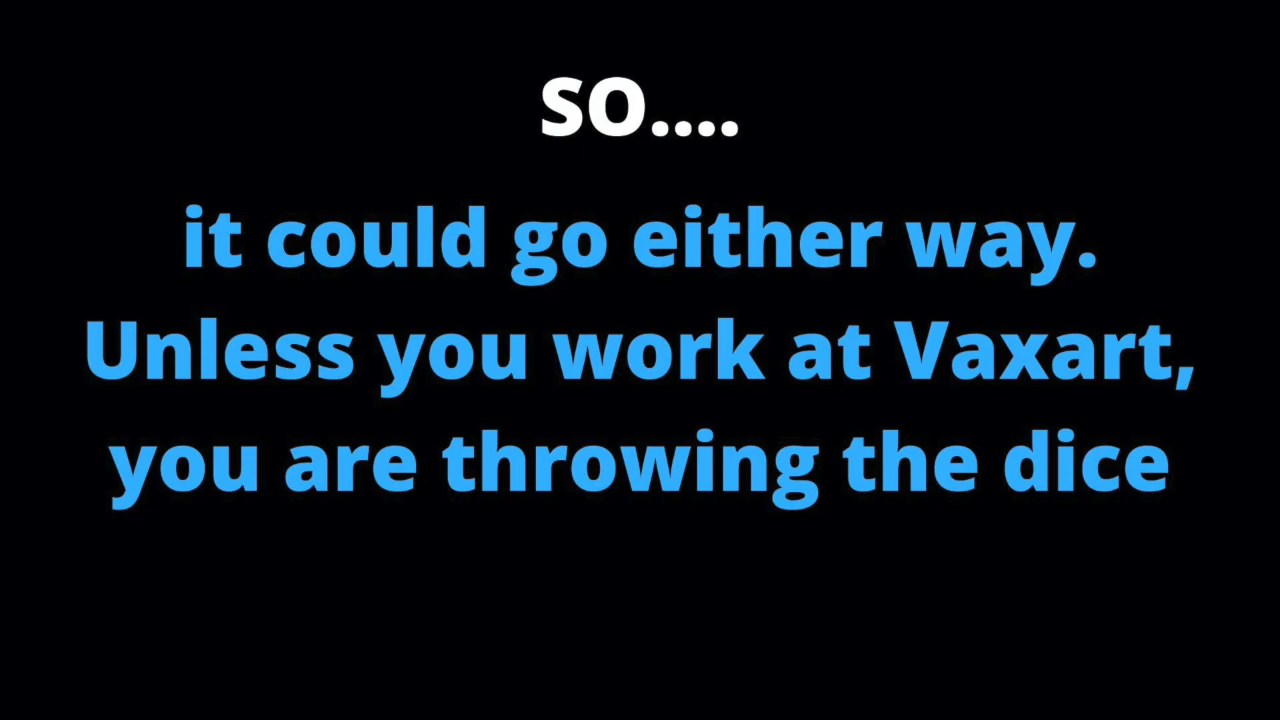 SO....
it could go either way.
Unless you work at Vaxart,
you are throwing the dice